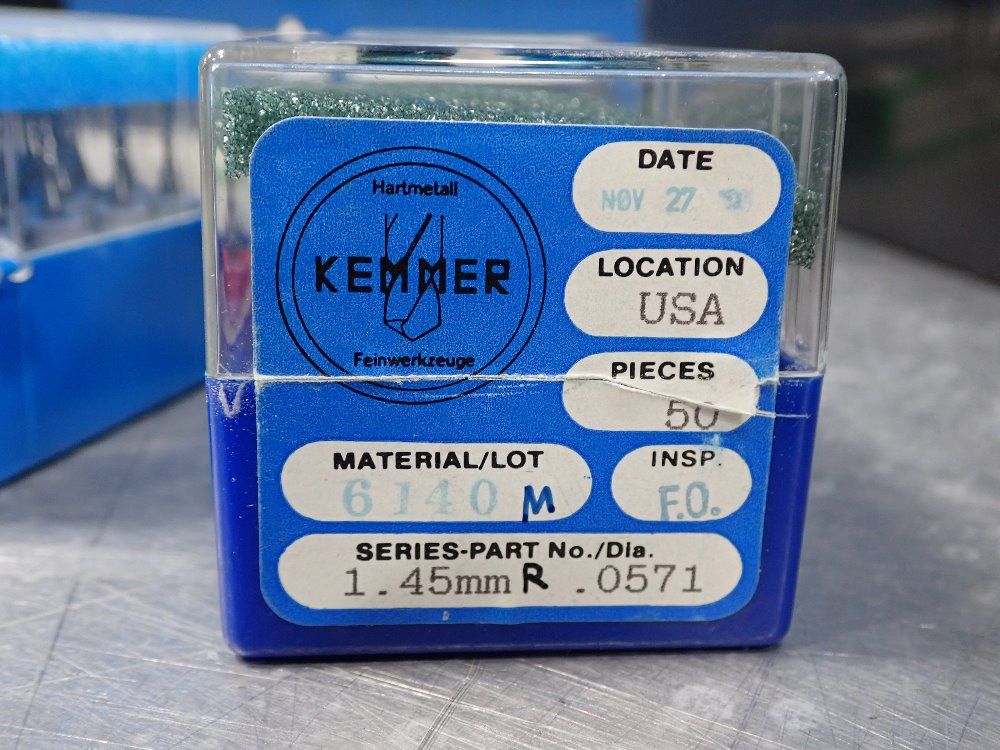 Hartmetall
KEMMER
Feinwerkzeuge
DATE
NOV 27
LOCATION
USA
PIECES
50
MATERIAL/LOT
6140 M
INSP.
F.O.
SERIES-PART No./Dia.
1.45mm R .0571